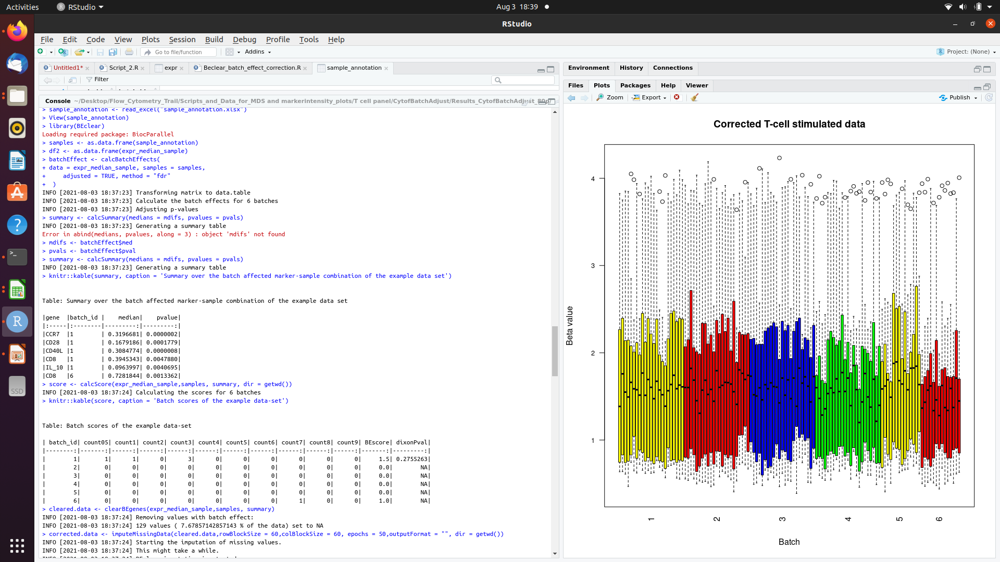 Activities
RStudio
Aug 3 18:39
RStudio
File Edit Code View Plots Session Build Debug Profile Tools Help
Go to file/function
Addins
Project: (None)
Untitled1*
Script_2.R
expr
Beclear_batch_effect_correction.R
sample_annotation
Filter
Console
> sample_annotation <- read_excel("sample_annotation.xlsx")
> View(sample_annotation)
> library(BEclear)
Loading required package: BiocParallel
> samples <- as.data.frame(sample_annotation)
> df2 <- as.data.frame(expr_median_sample)
> batchEffect <- calcBatchEffects(
+ data = expr_median_sample, samples = samples,
+     adjusted = TRUE, method = "fdr"
+  )
INFO [2021-08-03 18:37:23] Transforming matrix to data.table
INFO [2021-08-03 18:37:23] Calculate the batch effects for 6 batches
INFO [2021-08-03 18:37:23] Adjusting p-values
> summary <- calcSummary(medians = mdifs, pvalues = pvals)
INFO [2021-08-03 18:37:23] Generating a summary table
Error in abind(medians, pvalues, along = 3) : object 'mdifs' not found
> mdifs <- batchEffect$med
> pvals <- batchEffect$pval
> summary <- calcSummary(medians = mdifs, pvalues = pvals)
INFO [2021-08-03 18:37:23] Generating a summary table
> knitr::kable(summary, caption = 'Summary over the batch affected marker-sample combination of the example data set')
Table: Summary over the batch affected marker-sample combination of the example data set
|gene  |batch_id |    median|    pvalue|
|:-----|:--------|---------:|---------:|
|CCR7  |1        | 0.3196681| 0.0000002|
|CD28  |1        | 0.1679186| 0.0001779|
|CD40L |1        | 0.3084774| 0.0000008|
|CD8   |1        | 0.3945343| 0.0047880|
|IL_10 |1        | 0.0963997| 0.0040695|
|CD8   |6        | 0.7281844| 0.0013362|
> score <- calcScore(expr_median_sample,samples, summary, dir = getwd())
INFO [2021-08-03 18:37:24] Calculating the scores for 6 batches
> knitr::kable(score, caption = 'Batch scores of the example data-set')
Table: Batch scores of the example data-set
| batch_id| count05| count1| count2| count3| count4| count5| count6| count7| count8| count9| BEscore| dixonPval|
|--------:|-------:|------:|------:|------:|------:|------:|------:|------:|------:|------:|-------:|---------:|
|        1|       1|      1|      0|      3|      0|      0|      0|      0|      0|      0|     1.5| 0.2755263|
|        2|       0|      0|      0|      0|      0|      0|      0|      0|      0|      0|     0.0|        NA|
|        3|       0|      0|      0|      0|      0|      0|      0|      0|      0|      0|     0.0|        NA|
|        4|       0|      0|      0|      0|      0|      0|      0|      0|      0|      0|     0.0|        NA|
|        5|       0|      0|      0|      0|      0|      0|      0|      0|      0|      0|     0.0|        NA|
|        6|       0|      0|      0|      0|      0|      0|      0|      1|      0|      0|     1.0|        NA|
> cleared.data <- clearBEgenes(expr_median_sample,samples, summary)
INFO [2021-08-03 18:37:24] Removing values with batch effect:
INFO [2021-08-03 18:37:24] 129 values ( 7.67857142857143 % of the data) set to NA
> corrected.data <- imputeMissingData(cleared.data,rowBlockSize = 60,colBlockSize = 60, epochs = 50,outputFormat = "", dir = getwd())
INFO [2021-08-03 18:37:24] Starting the imputation of missing values.
INFO [2021-08-03 18:37:24] This might take a while.
Environment History Connections
Files Plots Packages Help Viewer
Zoom
Export
Publish
Corrected T-cell stimulated data
4
3
2
1
Beta value
1 2 3 4 5 6
Batch
SSD